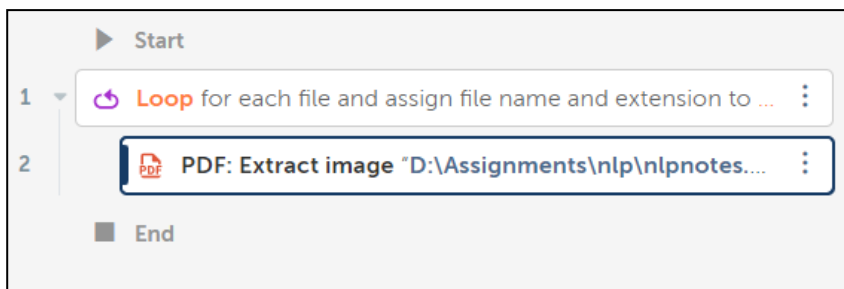 Start
1 Loop for each file and assign file name and extension to ...
PDF
2 PDF: Extract image "D:\Assignments\nlp\nlpnotes....
End